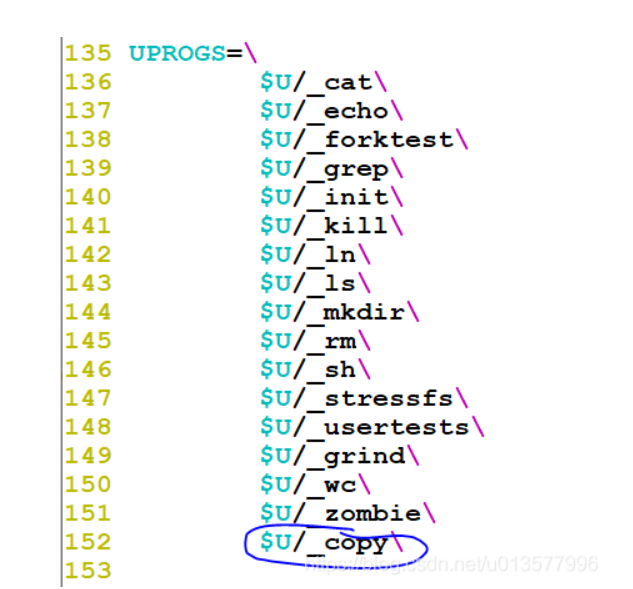 135 UPROGS=\
136 $U/_cat\
137 $U/_echo\
138 $U/_forktest\
139 $U/_grep\
140 $U/_init\
141 $U/_kill\
142 $U/_ln\
143 $U/_ls\
144 $U/_mkdir\
145 $U/_rm\
146 $U/_sh\
147 $U/_stressfs\
148 $U/_usertests\
149 $U/_grind\
150 $U/_wc\
151 $U/_zombie\
152 $U/_copy\
https://blog.csdn.net/u013577996
153